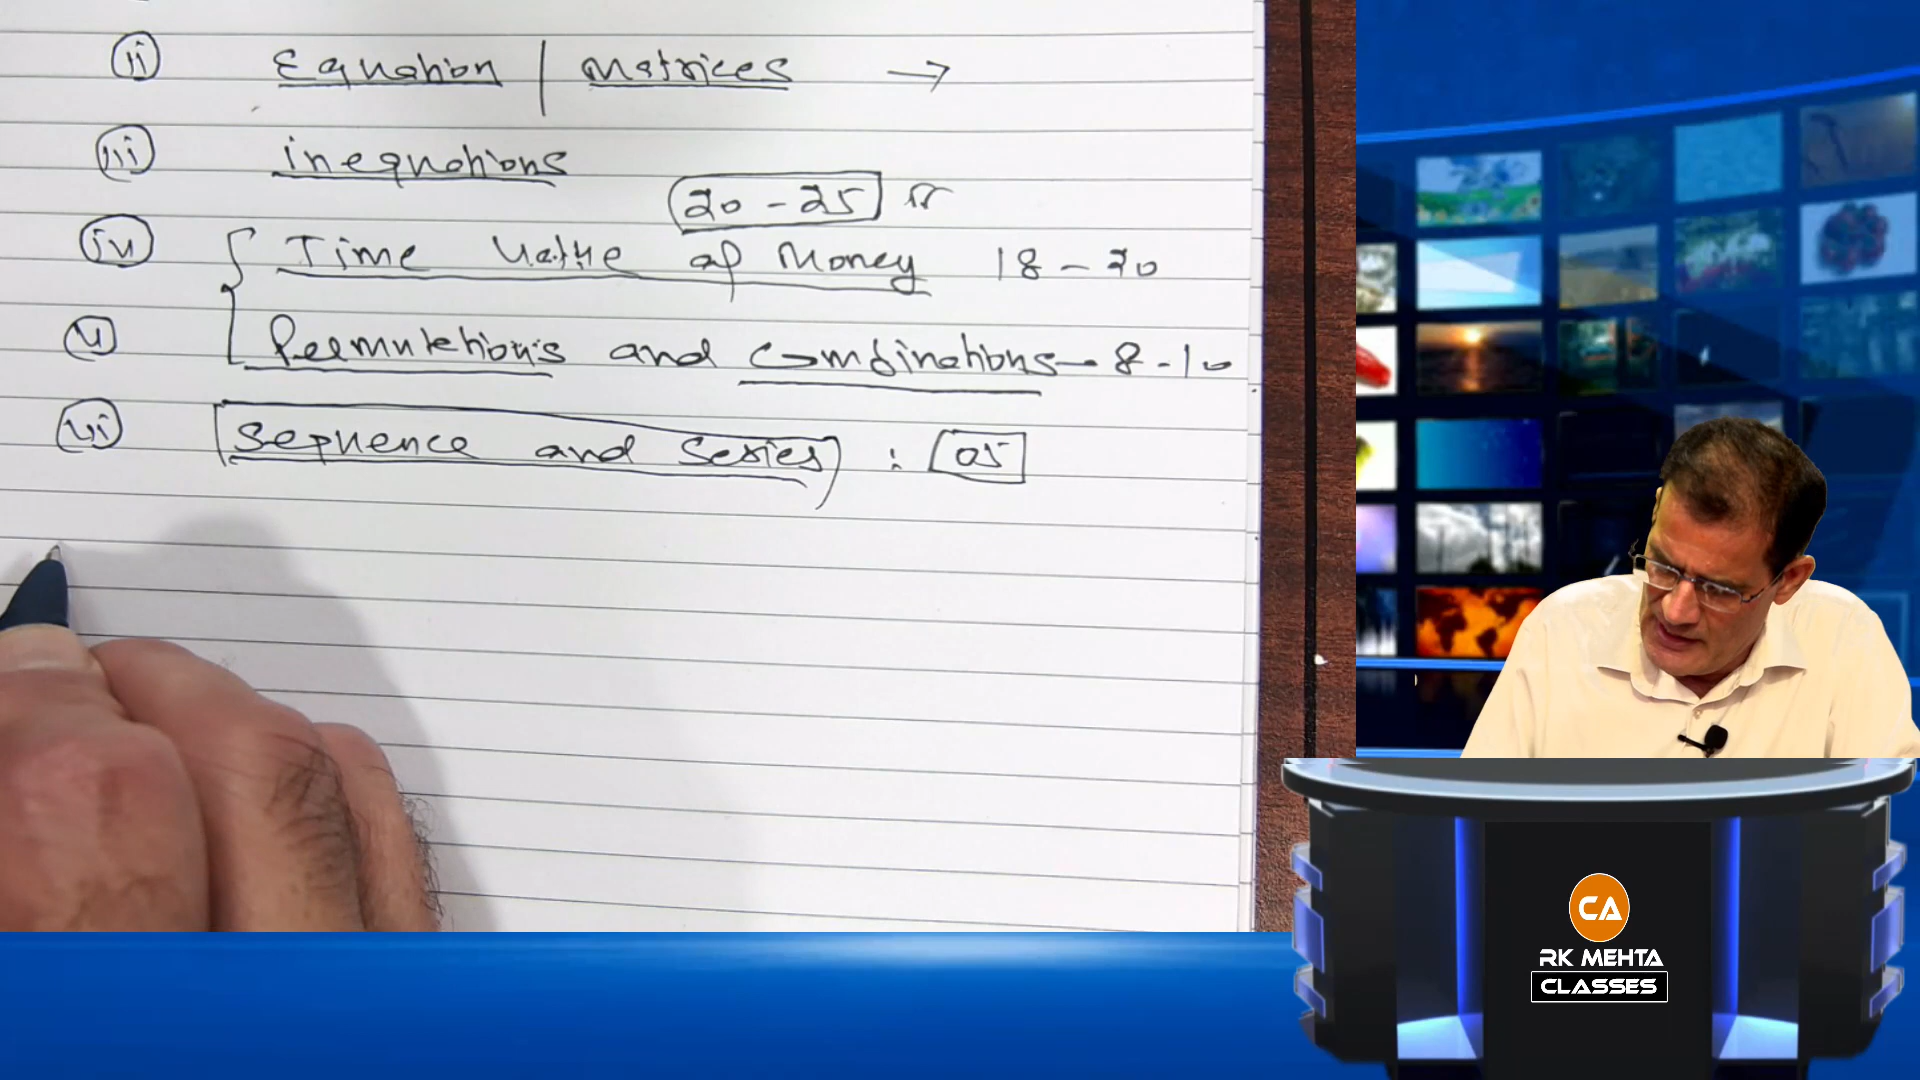 (ii) Equation | Matrices →
(iii) inequations
20-25
(iv) Time Value of Money 18-20
(v) Permutations and Combinations - 8-10
(vi) Sequence and Series : 05
CA
RK MEHTA
CLASSES